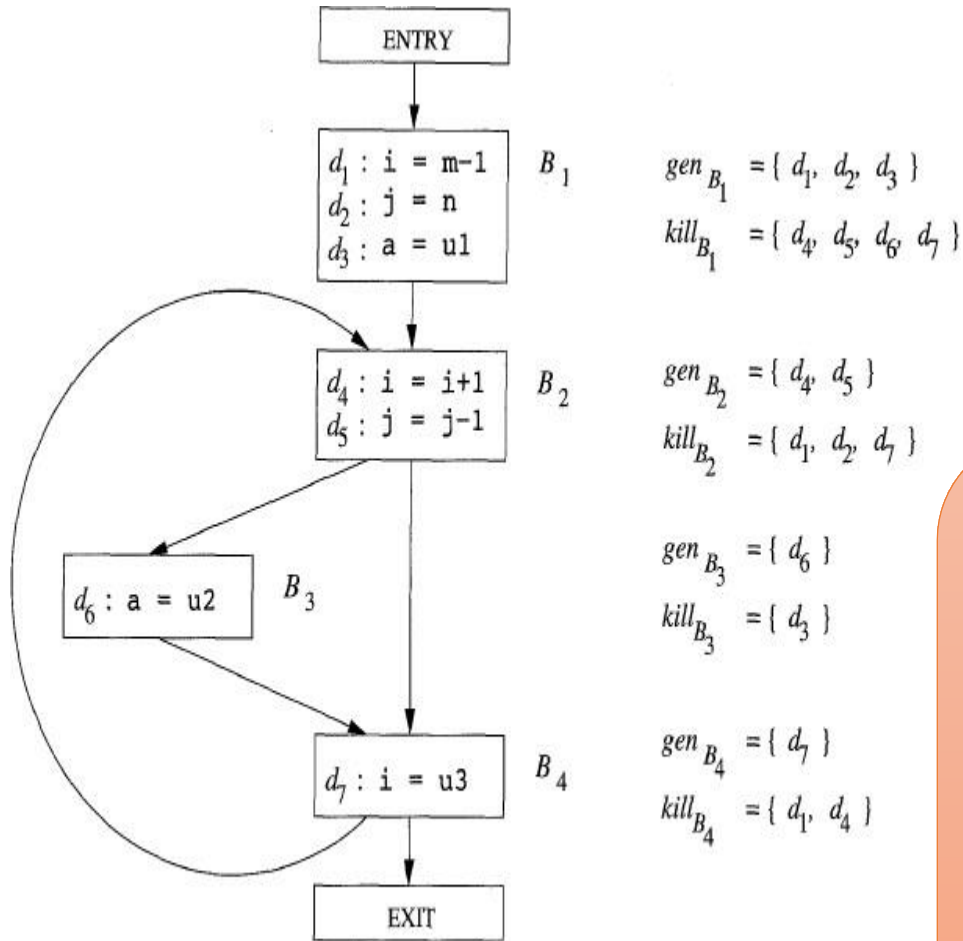 ENTRY
d1 : i = m-1
d2 : j = n
d3 : a = u1
B1
gen B1 = { d1, d2, d3 }
kill B1 = { d4, d5, d6, d7 }
d4 : i = i+1
d5 : j = j-1
B2
gen B2 = { d4, d5 }
kill B2 = { d1, d2, d7 }
d6 : a = u2
B3
gen B3 = { d6 }
kill B3 = { d3 }
d7 : i = u3
B4
gen B4 = { d7 }
kill B4 = { d1, d4 }
EXIT